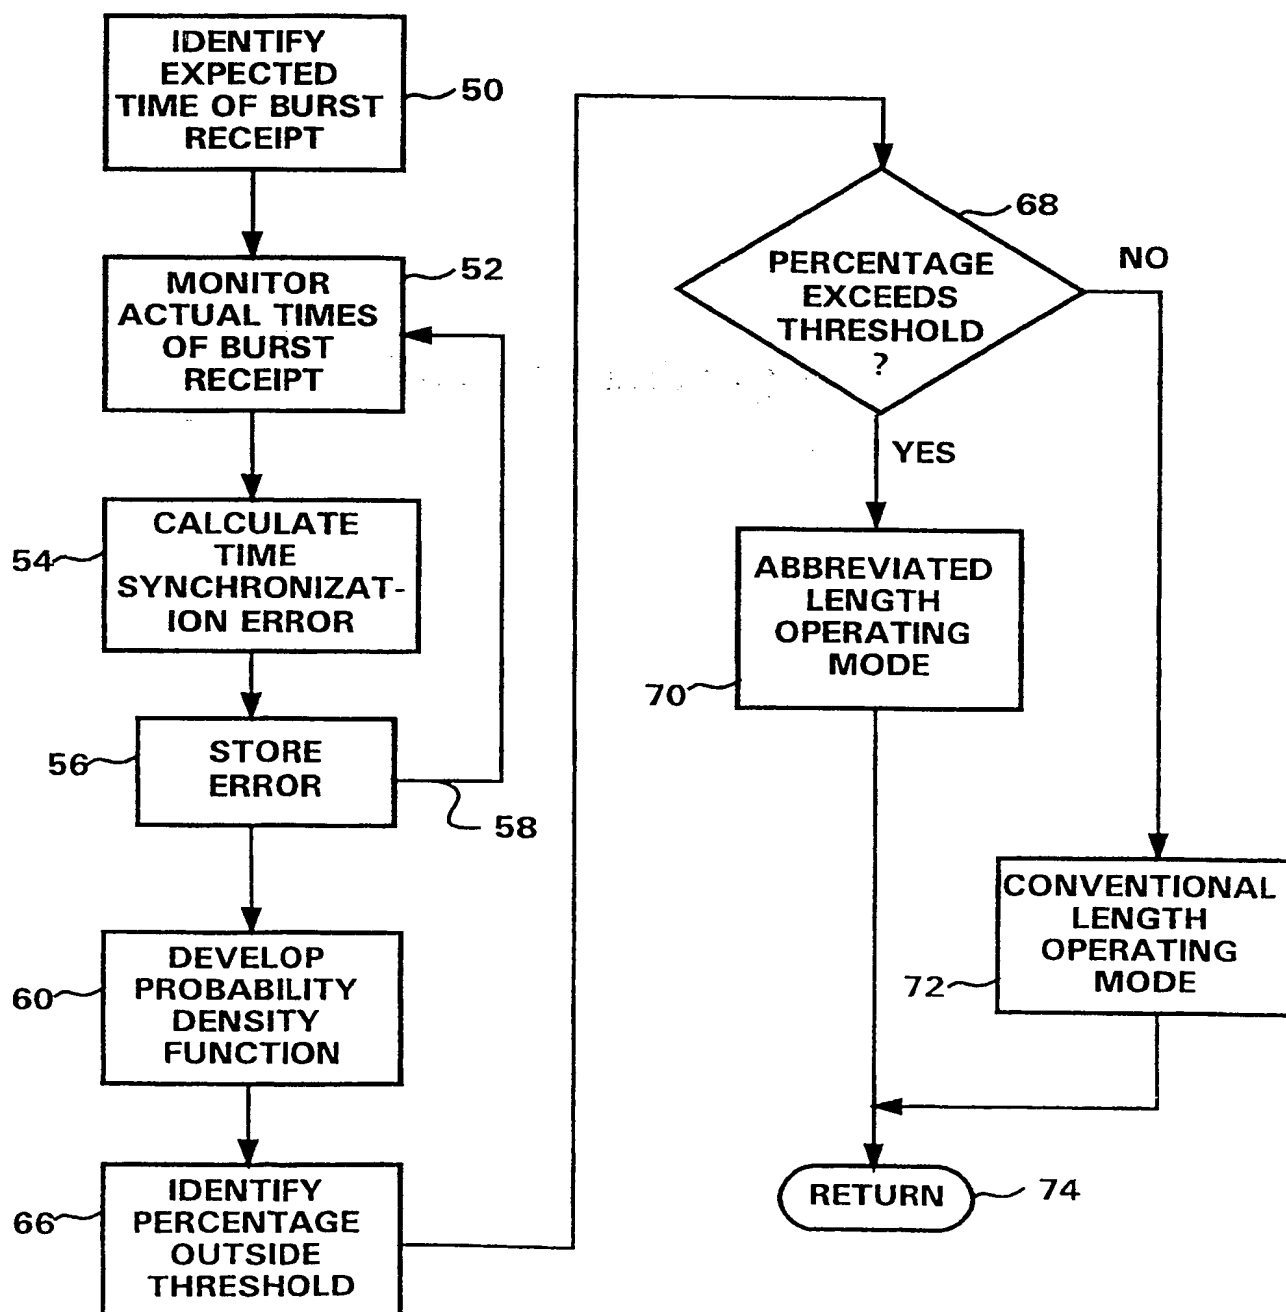 IDENTIFY
EXPECTED
TIME OF BURST
RECEIPT
50
MONITOR
ACTUAL TIMES
OF BURST
RECEIPT
52
CALCULATE
TIME
SYNCHRONIZAT-
ION ERROR
54
STORE
ERROR
56
58
DEVELOP
PROBABILITY
DENSITY
FUNCTION
60
IDENTIFY
PERCENTAGE
OUTSIDE
THRESHOLD
66
PERCENTAGE
EXCEEDS
THRESHOLD
?
68
NO
YES
ABBREVIATED
LENGTH
OPERATING
MODE
70
CONVENTIONAL
LENGTH
OPERATING
MODE
72
RETURN
74